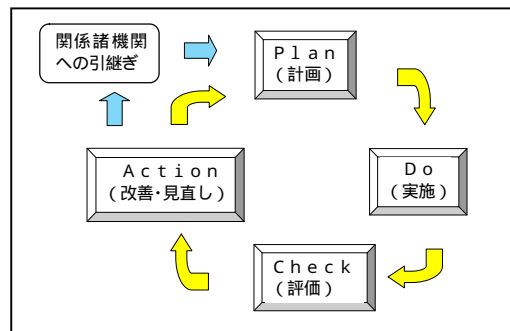 関係諸機関
への引継ぎ
Ｐｌａｎ
（計画）
Ｄｏ
（実施）
Ｃｈｅｃｋ
（評価）
Ａｃｔｉｏｎ
（改善・見直し）